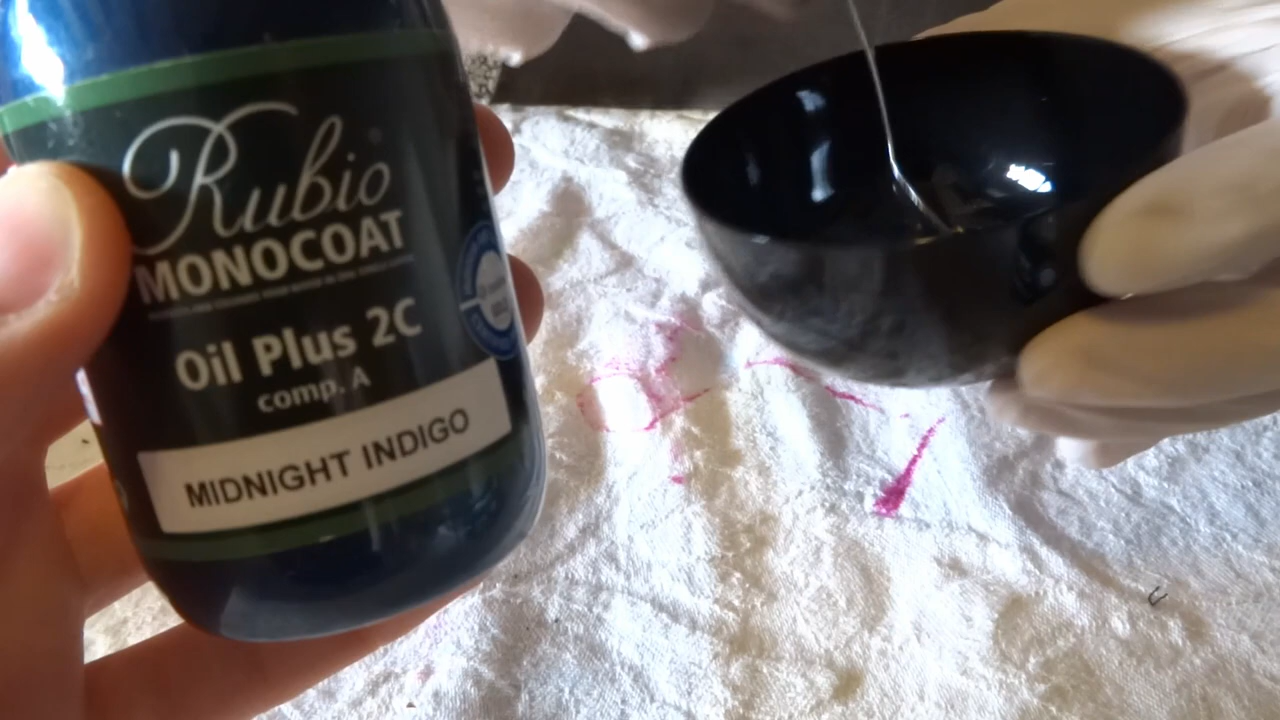 Rubio
MONOCOAT
Oil Plus 2C
comp. A
MIDNIGHT INDIGO